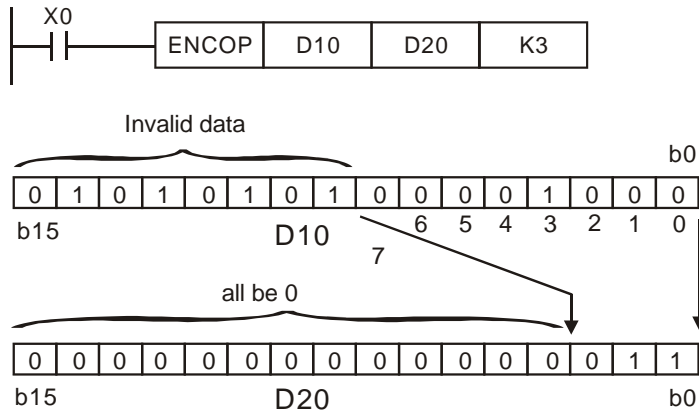 X0
ENCOP D10 D20 K3
Invalid data
b0
0 1 0 1 0 1 0 1 0 0 0 0 1 0 0 0
b15 D10 7 6 5 4 3 2 1 0
all be 0
0 0 0 0 0 0 0 0 0 0 0 0 0 0 1 1
b15 D20 b0